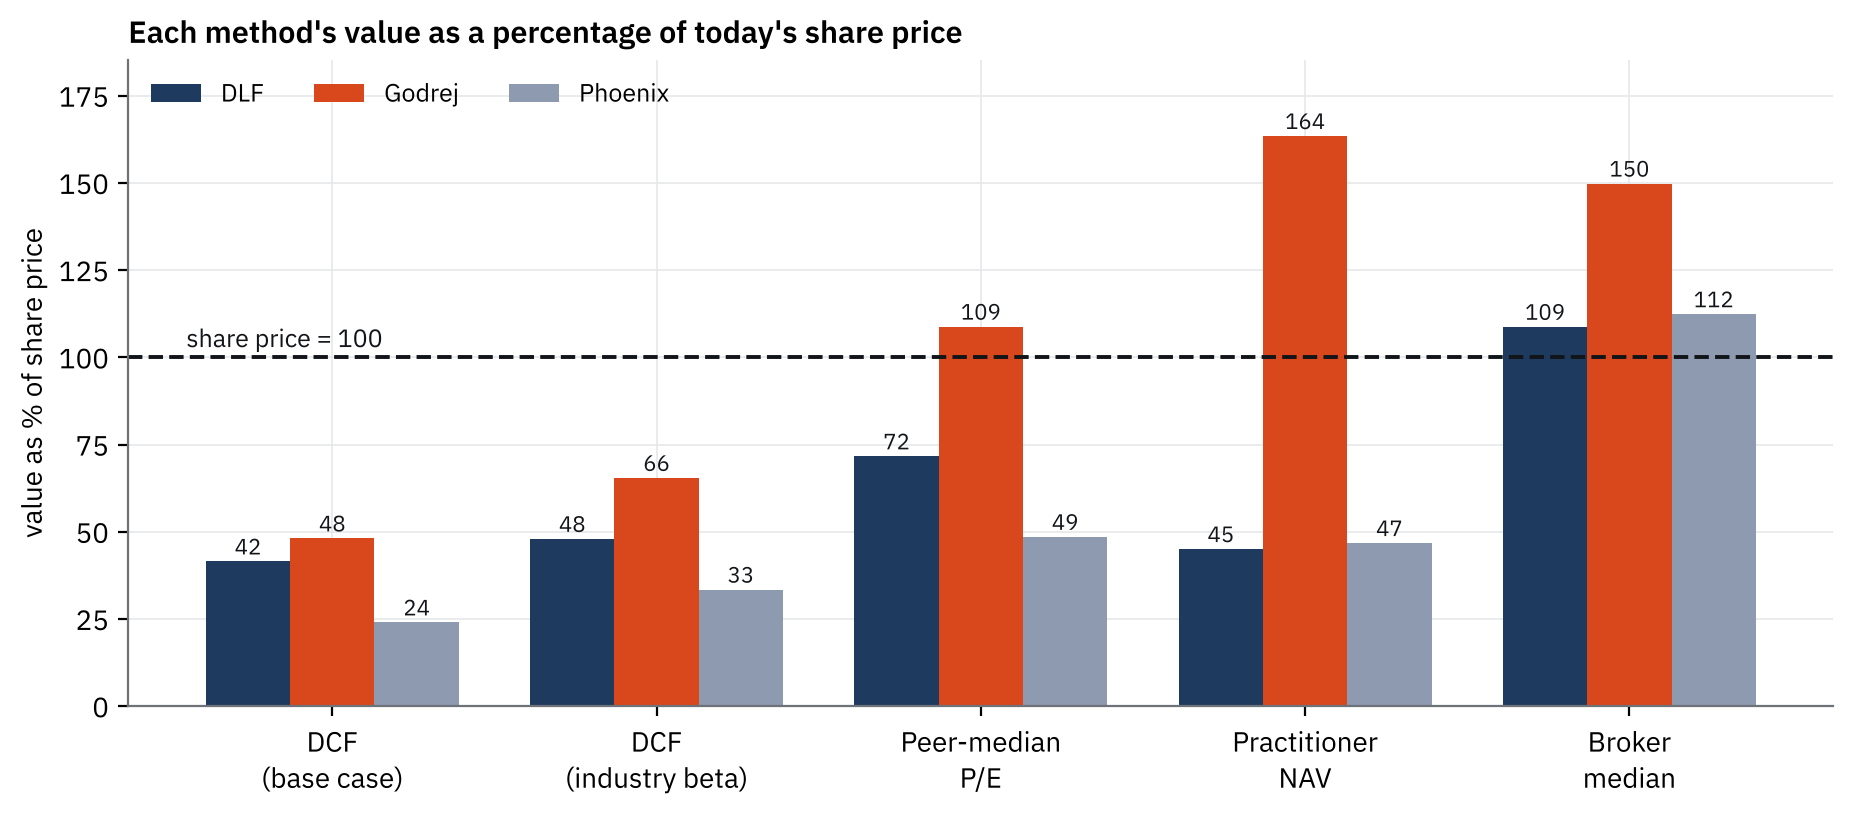 Each method's value as a percentage of today's share price
DLF Godrej Phoenix
value as % of share price
175
150
125
100
75
50
25
0
share price = 100
42 48 24
48 66 33
72 109 49
45 164 47
109 150 112
DCF
(base case)
DCF
(industry beta)
Peer-median
P/E
Practitioner
NAV
Broker
median